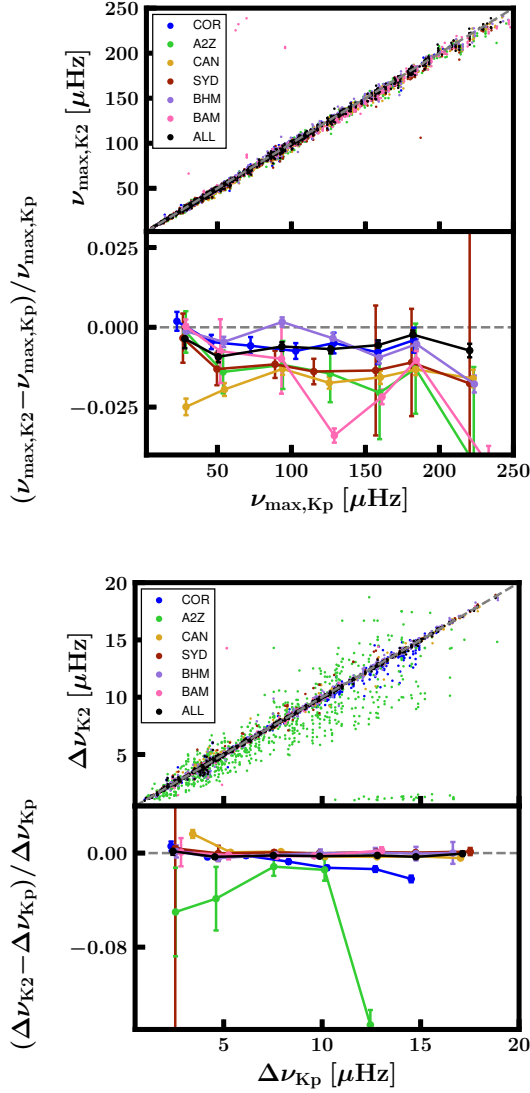 250
200
150
100
50
ν_max,K2 [μHz]
COR
A2Z
CAN
SYD
BHM
BAM
ALL
0.025
0.000
−0.025
(ν_max,K2−ν_max,Kp)/ν_max,Kp
50 100 150 200 250
ν_max,Kp [μHz]
20
15
10
5
Δν_K2 [μHz]
COR
A2Z
CAN
SYD
BHM
BAM
ALL
0.00
−0.08
(Δν_K2−Δν_Kp)/Δν_Kp
5 10 15 20
Δν_Kp [μHz]